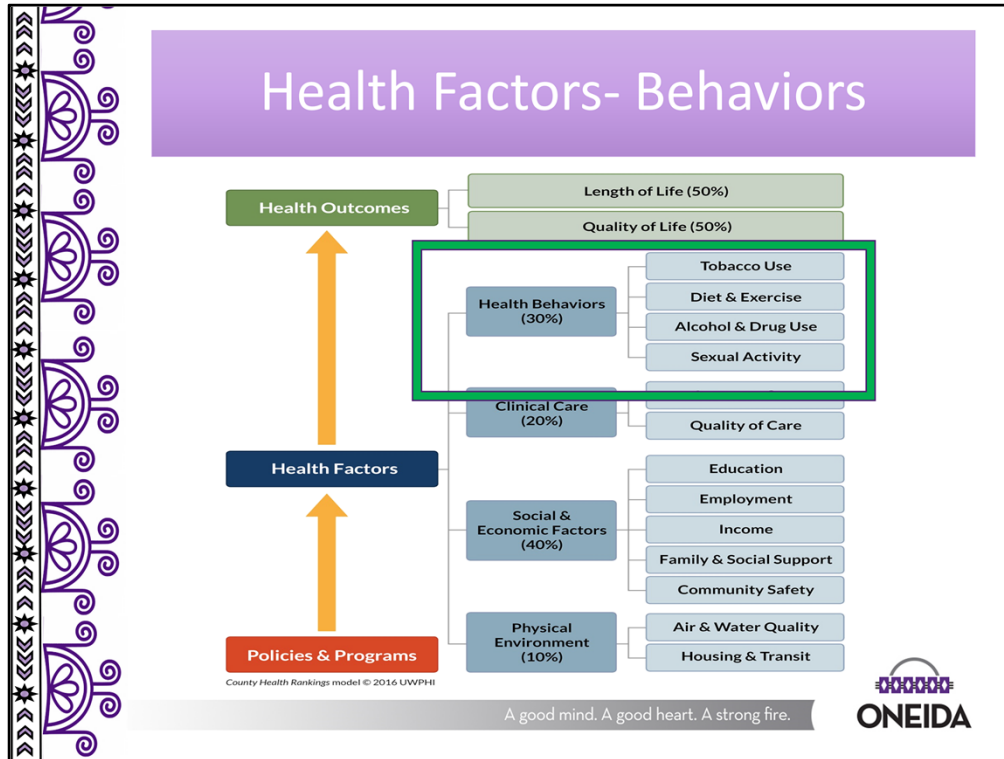 Health Factors- Behaviors
Health Outcomes
Length of Life (50%)
Quality of Life (50%)
Health Behaviors
(30%)
Tobacco Use
Diet & Exercise
Alcohol & Drug Use
Sexual Activity
Clinical Care
(20%)
Quality of Care
Health Factors
Social &
Economic Factors
(40%)
Education
Employment
Income
Family & Social Support
Community Safety
Physical
Environment
(10%)
Air & Water Quality
Housing & Transit
Policies & Programs
County Health Rankings model © 2016 UWPHI
A good mind. A good heart. A strong fire.
ONEIDA